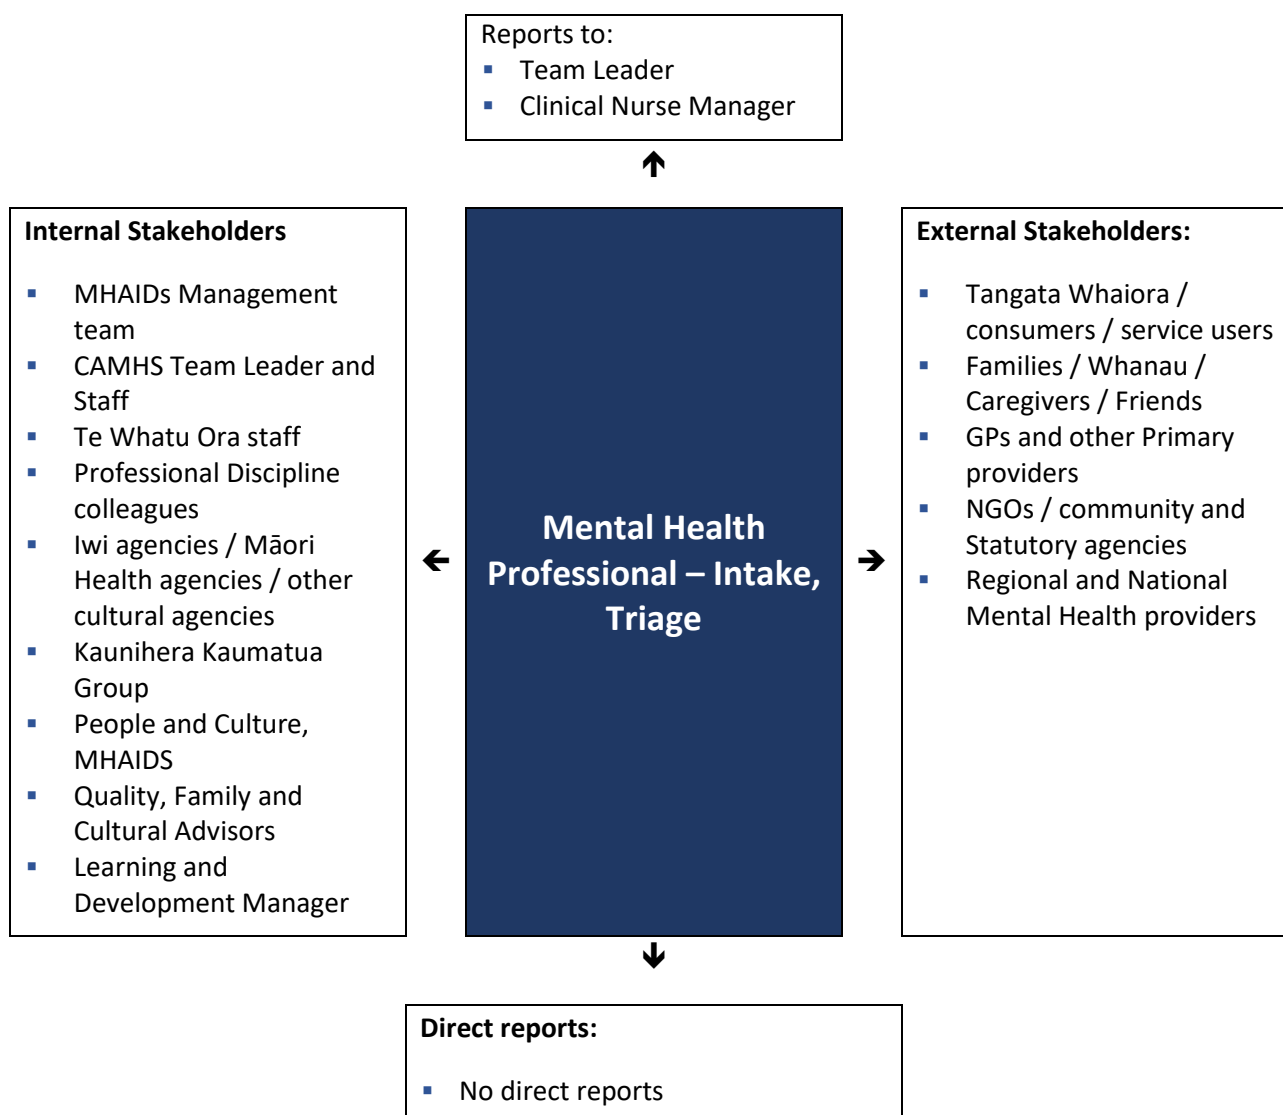 Reports to:
▪ Team Leader
▪ Clinical Nurse Manager
Internal Stakeholders
▪ MHAIDs Management
team
▪ CAMHS Team Leader and
Staff
▪ Te Whatu Ora staff
▪ Professional Discipline
colleagues
▪ Iwi agencies / Māori
Health agencies / other
cultural agencies
▪ Kaunihera Kaumatua
Group
▪ People and Culture,
MHAIDS
▪ Quality, Family and
Cultural Advisors
▪ Learning and
Development Manager
Mental Health
Professional – Intake,
Triage
External Stakeholders:
▪ Tangata Whaiora /
consumers / service users
▪ Families / Whanau /
Caregivers / Friends
▪ GPs and other Primary
providers
▪ NGOs / community and
Statutory agencies
▪ Regional and National
Mental Health providers
Direct reports:
▪ No direct reports